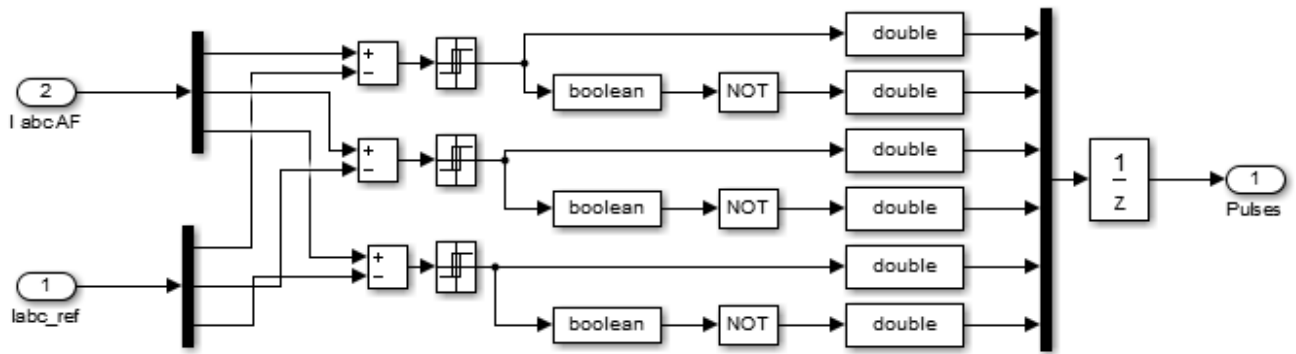 double
2
I abcAF
+
−
boolean
NOT
double
+
−
double
1
z
1
Pulses
boolean
NOT
double
1
Iabc_ref
+
−
double
boolean
NOT
double